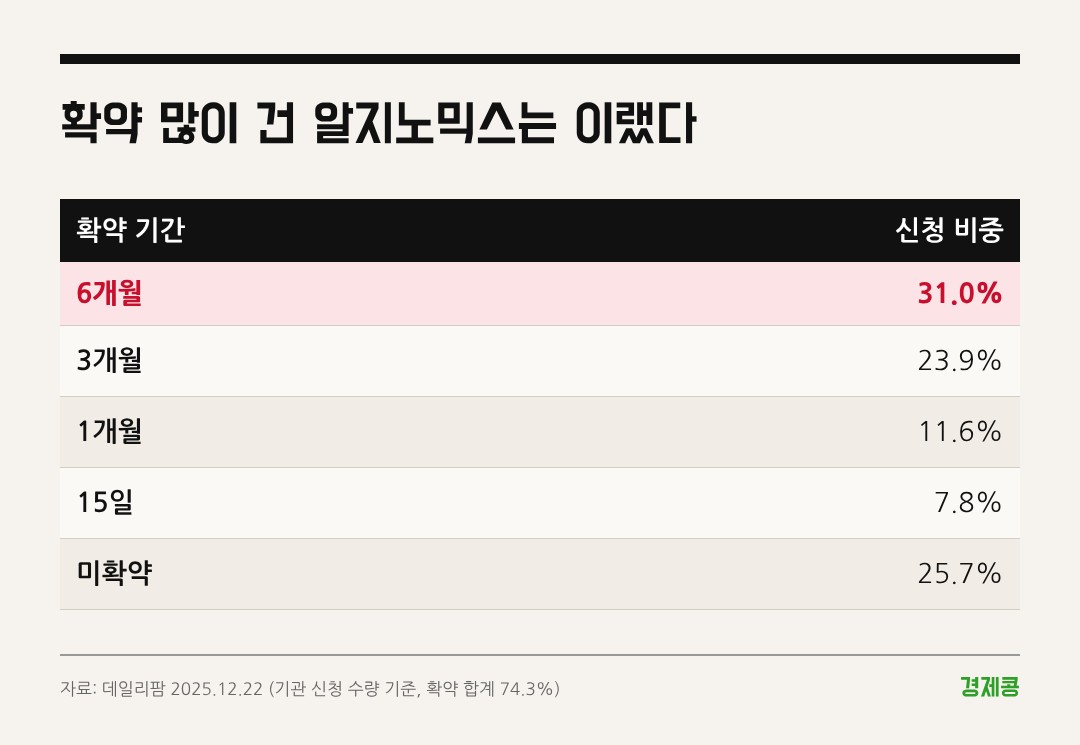 확약 많이 건 알지노믹스는 이랬다
확약 기간 신청 비중
6개월 31.0%
3개월 23.9%
1개월 11.6%
15일 7.8%
미확약 25.7%
자료: 데일리팜 2025.12.22 (기관 신청 수량 기준, 확약 합계 74.3%)
경제콩